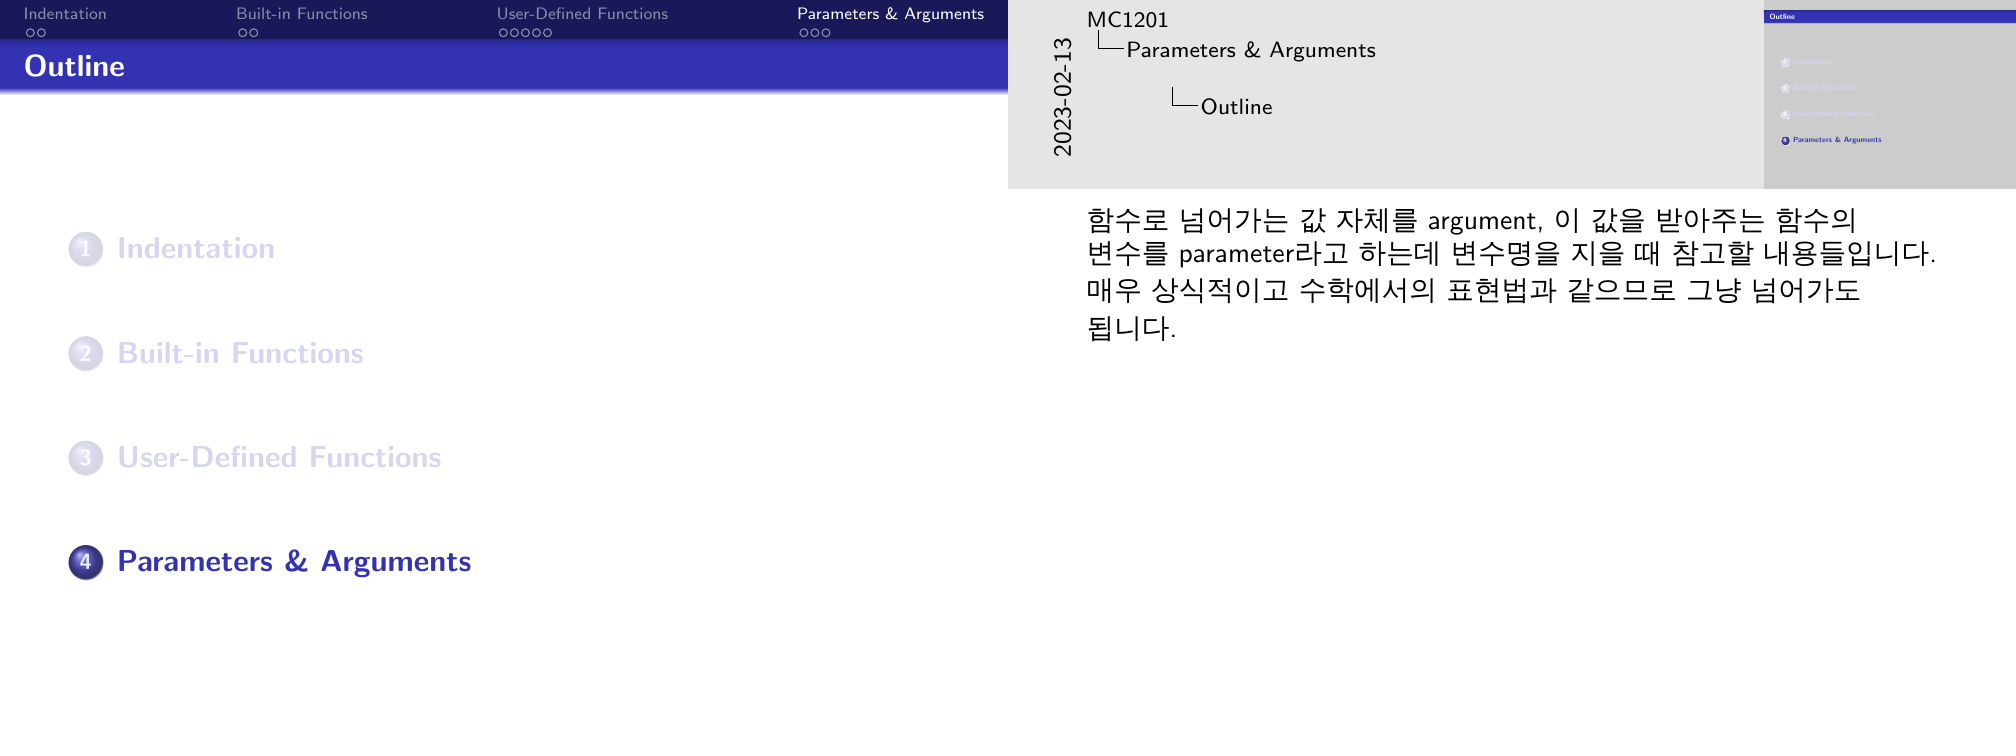 Indentation
Built-in Functions
User-Defined Functions
Parameters & Arguments
Outline
1 Indentation
2 Built-in Functions
3 User-Defined Functions
4 Parameters & Arguments
2023-02-13
MC1201
Parameters & Arguments
Outline
Outline
Indentation
Built-in Functions
User-Defined Functions
Parameters & Arguments
함수로 넘어가는 값 자체를 argument, 이 값을 받아주는 함수의
변수를 parameter라고 하는데 변수명을 지을 때 참고할 내용들입니다.
매우 상식적이고 수학에서의 표현법과 같으므로 그냥 넘어가도
됩니다.